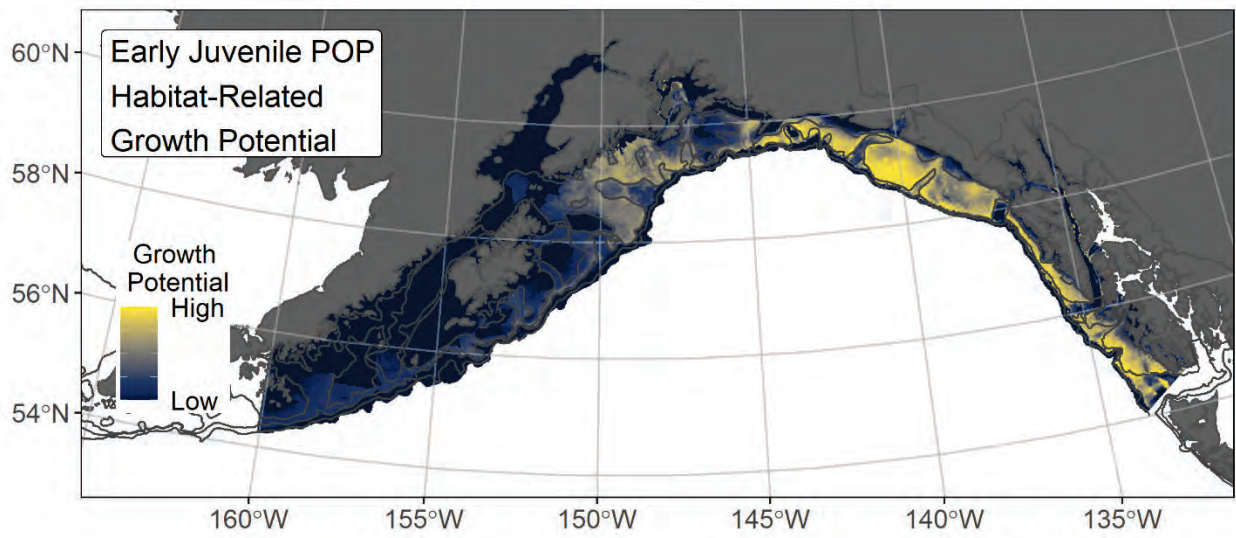 Early Juvenile POP
Habitat-Related
Growth Potential
60°N
58°N
56°N
54°N
Growth
Potential
High
Low
160°W
155°W
150°W
145°W
140°W
135°W